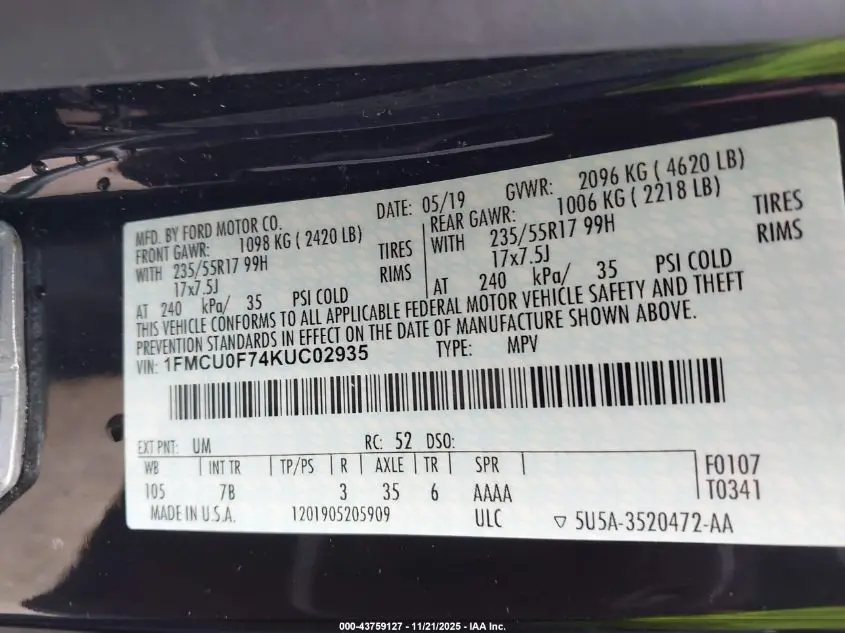 MFD. BY FORD MOTOR CO. DATE: 05/19 GVWR: 2096 KG ( 4620 LB)
FRONT GAWR: 1098 KG ( 2420 LB) REAR GAWR: 1006 KG ( 2218 LB)
WITH 235/55R17 99H TIRES WITH 235/55R17 99H TIRES
17x7.5J RIMS 17x7.5J RIMS
AT 240 kPa/ 35 PSI COLD AT 240 kPa/ 35 PSI COLD
THIS VEHICLE CONFORMS TO ALL APPLICABLE FEDERAL MOTOR VEHICLE SAFETY AND THEFT
PREVENTION STANDARDS IN EFFECT ON THE DATE OF MANUFACTURE SHOWN ABOVE.
VIN: 1FMCU0F74KUC02935 TYPE: MPV
EXT PNT: UM RC: 52 DSO:
WB INT TR TP/PS R AXLE TR SPR F0107
105 7B 3 35 6 AAAA T0341
MADE IN U.S.A. 1201905205909 ULC ▽ 5U5A-3520472-AA
000-43759127 - 11/21/2025 - IAA Inc.